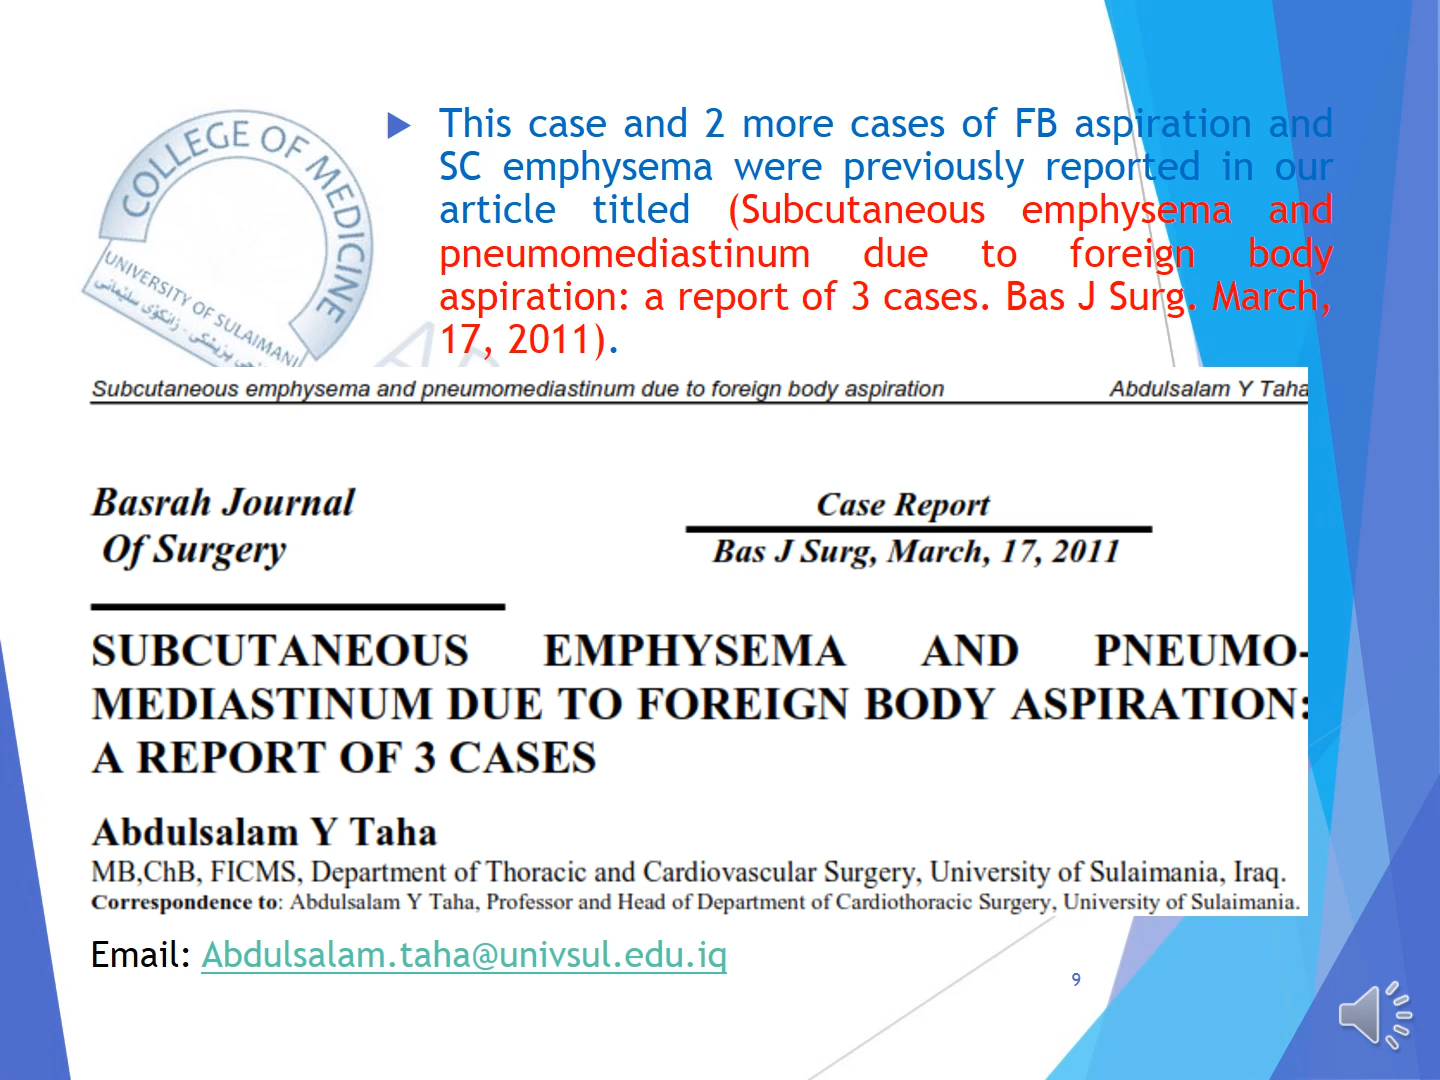 COLLEGE OF MEDICINE
UNIVERSITY OF SULAIMANI
This case and 2 more cases of FB aspiration and
SC emphysema were previously reported in our
article titled (Subcutaneous emphysema and
pneumomediastinum due to foreign body
aspiration: a report of 3 cases. Bas J Surg. March,
17, 2011).
Subcutaneous emphysema and pneumomediastinum due to foreign body aspiration Abdulsalam Y Taha
Basrah Journal
Of Surgery
Case Report
Bas J Surg, March, 17, 2011
SUBCUTANEOUS EMPHYSEMA AND PNEUMO-
MEDIASTINUM DUE TO FOREIGN BODY ASPIRATION:
A REPORT OF 3 CASES
Abdulsalam Y Taha
MB,ChB, FICMS, Department of Thoracic and Cardiovascular Surgery, University of Sulaimania, Iraq.
Correspondence to: Abdulsalam Y Taha, Professor and Head of Department of Cardiothoracic Surgery, University of Sulaimania.
Email: Abdulsalam.taha@univsul.edu.iq
9